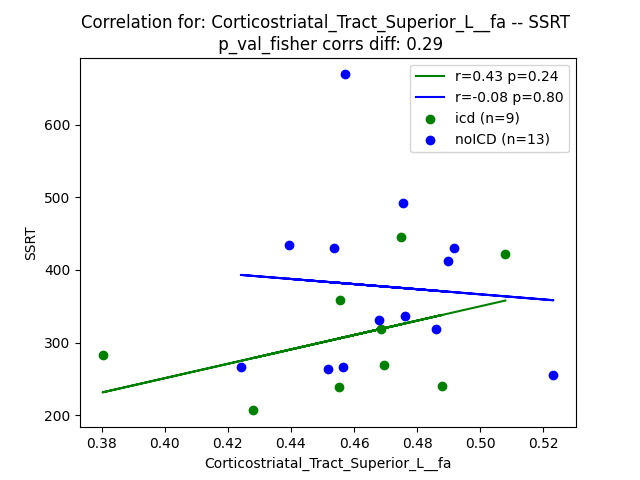 Correlation for: Corticostriatal_Tract_Superior_L__fa -- SSRT
p_val_fisher corrs diff: 0.29
r=0.43 p=0.24
r=-0.08 p=0.80
icd (n=9)
noICD (n=13)
SSRT
600
500
400
300
200
0.38 0.40 0.42 0.44 0.46 0.48 0.50 0.52
Corticostriatal_Tract_Superior_L__fa